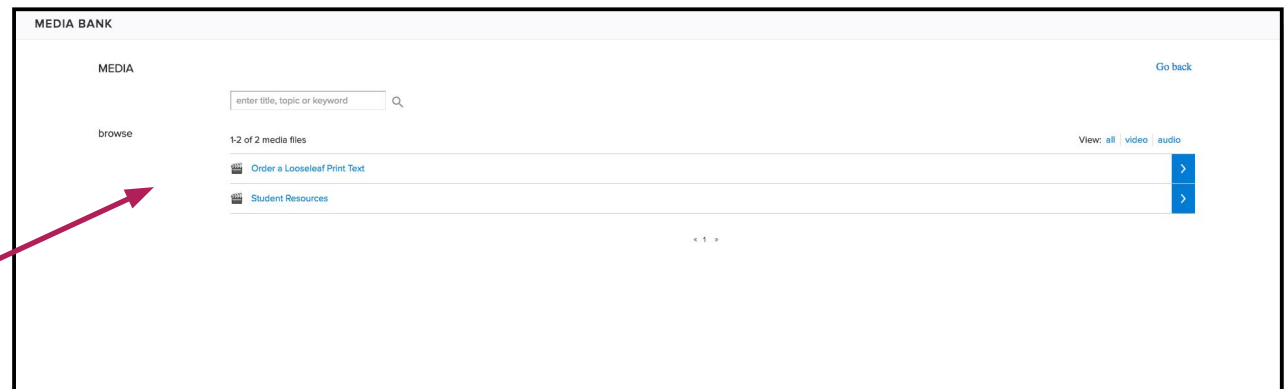 MEDIA BANK
MEDIA
Go back
enter title, topic or keyword
browse
1-2 of 2 media files
View: all video audio
Order a Looseleaf Print Text
Student Resources
« 1 »